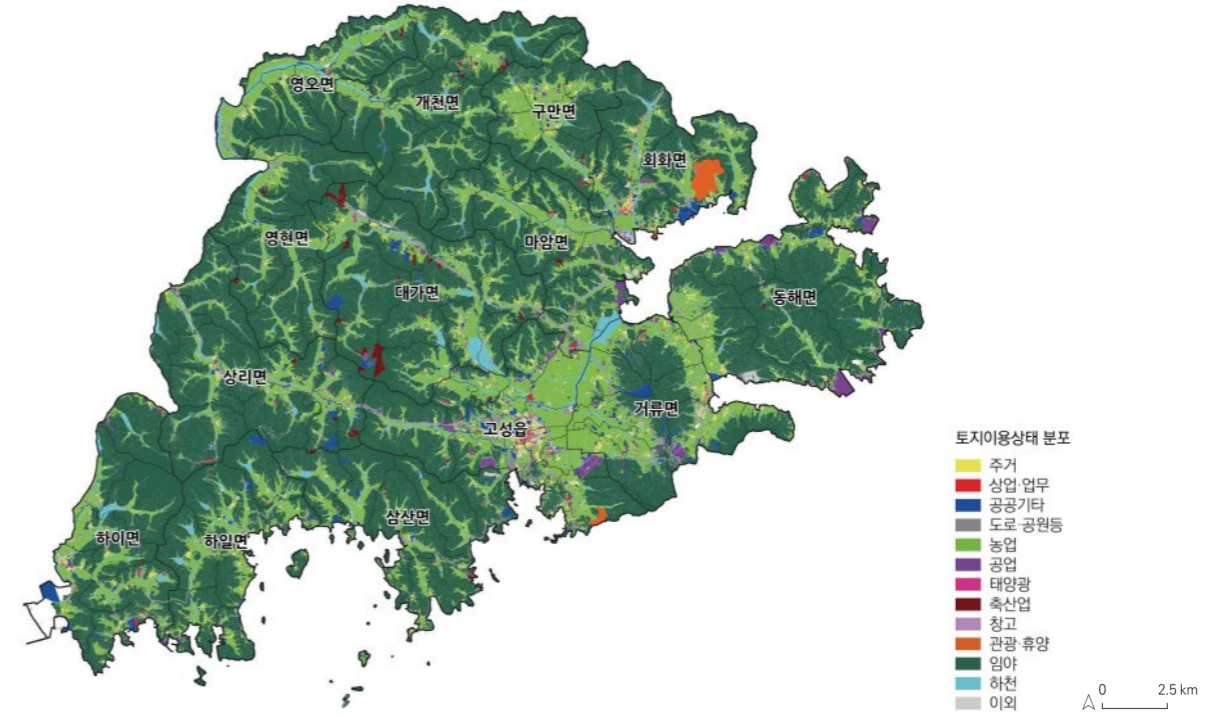 영오면
개천면
구만면
회화면
영현면
마암면
대가면
동해면
상리면
거류면
고성읍
삼산면
하이면
하일면
토지이용상태 분포
주거
상업·업무
공공기타
도로·공원등
농업
공업
태양광
축산업
창고
관광·휴양
임야
하천
이외
0 2.5 km